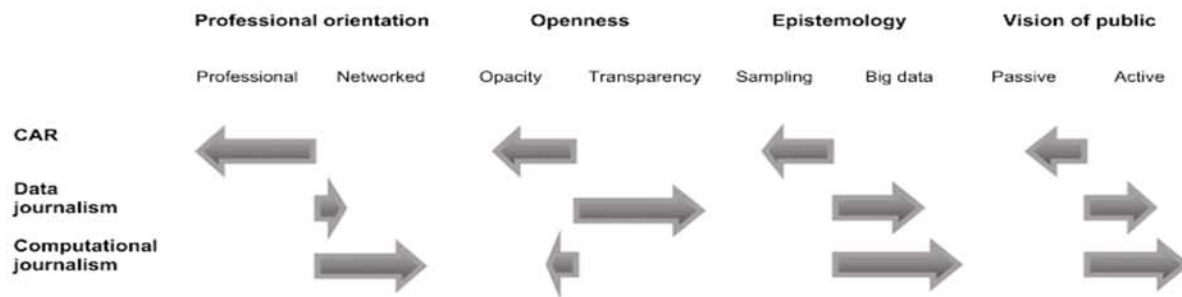 Professional orientation Openness Epistemology Vision of public
Professional Networked Opacity Transparency Sampling Big data Passive Active
CAR
Data
journalism
Computational
journalism